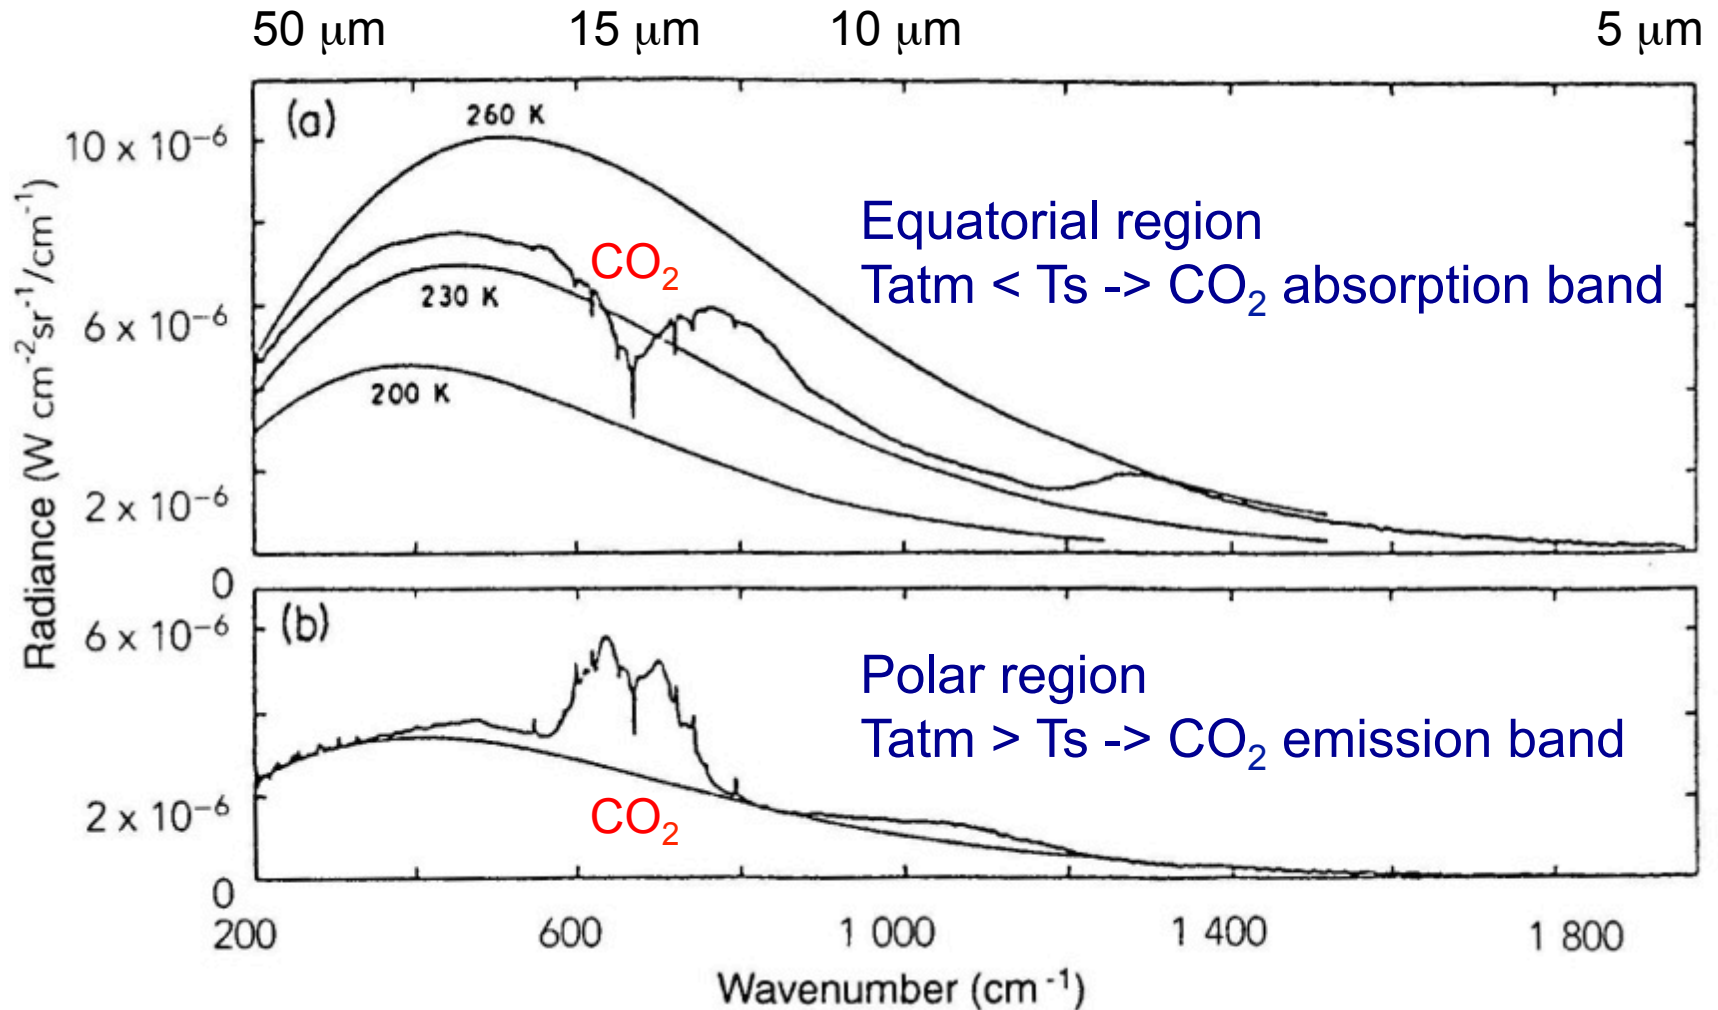 50 μm 15 μm 10 μm 5 μm
(a)
260 K
10 x 10⁻⁶
Equatorial region
CO₂
Tatm < Ts -> CO₂ absorption band
230 K
6 x 10⁻⁶
200 K
2 x 10⁻⁶
0
Radiance (W cm⁻²sr⁻¹/cm⁻¹)
(b)
6 x 10⁻⁶
Polar region
Tatm > Ts -> CO₂ emission band
2 x 10⁻⁶
CO₂
0
200 600 1 000 1 400 1 800
Wavenumber (cm⁻¹)